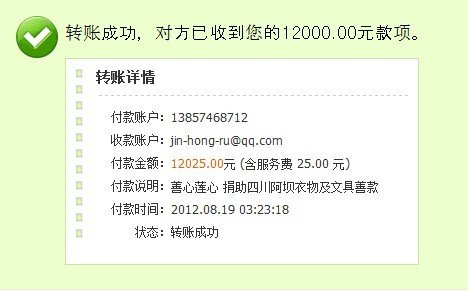 转账成功，对方已收到您的12000.00元款项。
转账详情
付款账户：13857468712
收款账户：jin-hong-ru@qq.com
付款金额：12025.00元 (含服务费 25.00 元)
付款说明：善心莲心 捐助四川阿坝衣物及文具善款
付款时间：2012.08.19 03:23:18
状态：转账成功